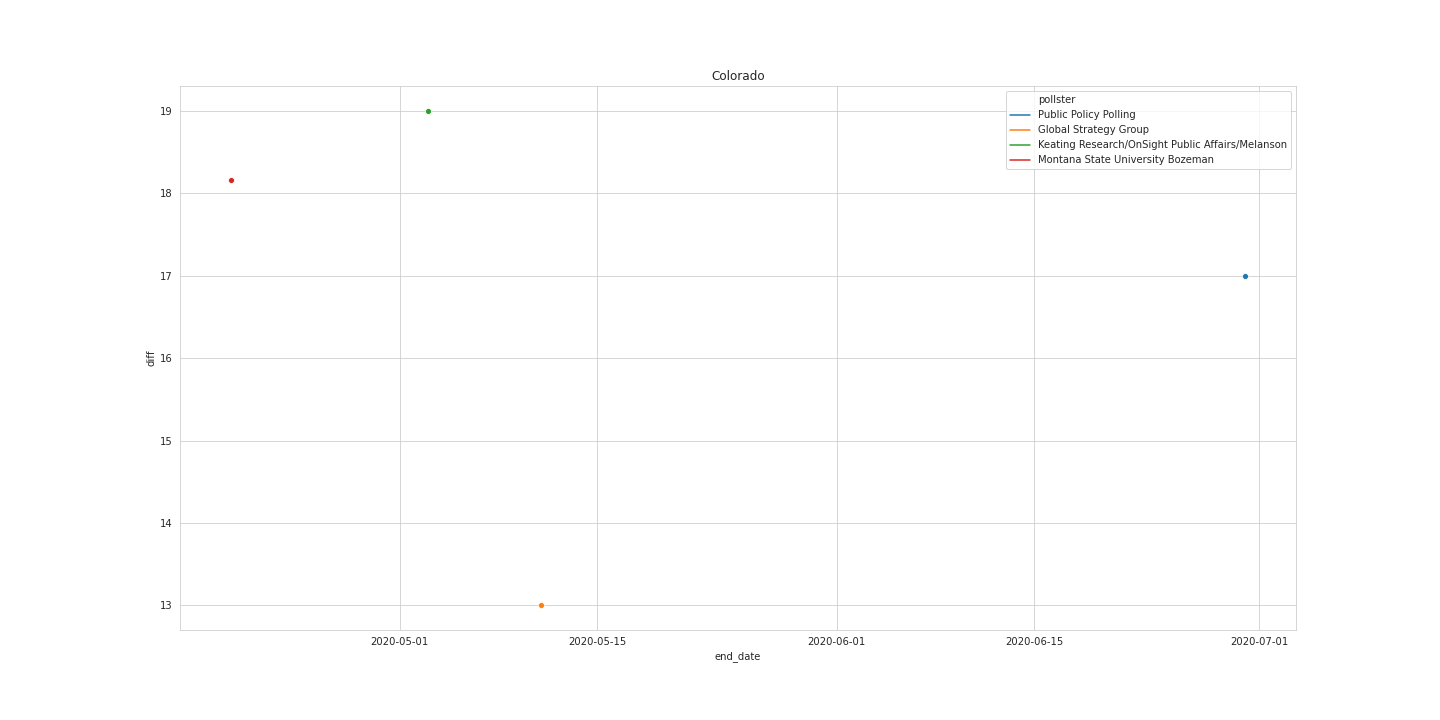 Colorado
19
18
17
16
15
14
13
diff
pollster
Public Policy Polling
Global Strategy Group
Keating Research/OnSight Public Affairs/Melanson
Montana State University Bozeman
2020-05-01
2020-05-15
2020-06-01
2020-06-15
2020-07-01
end_date